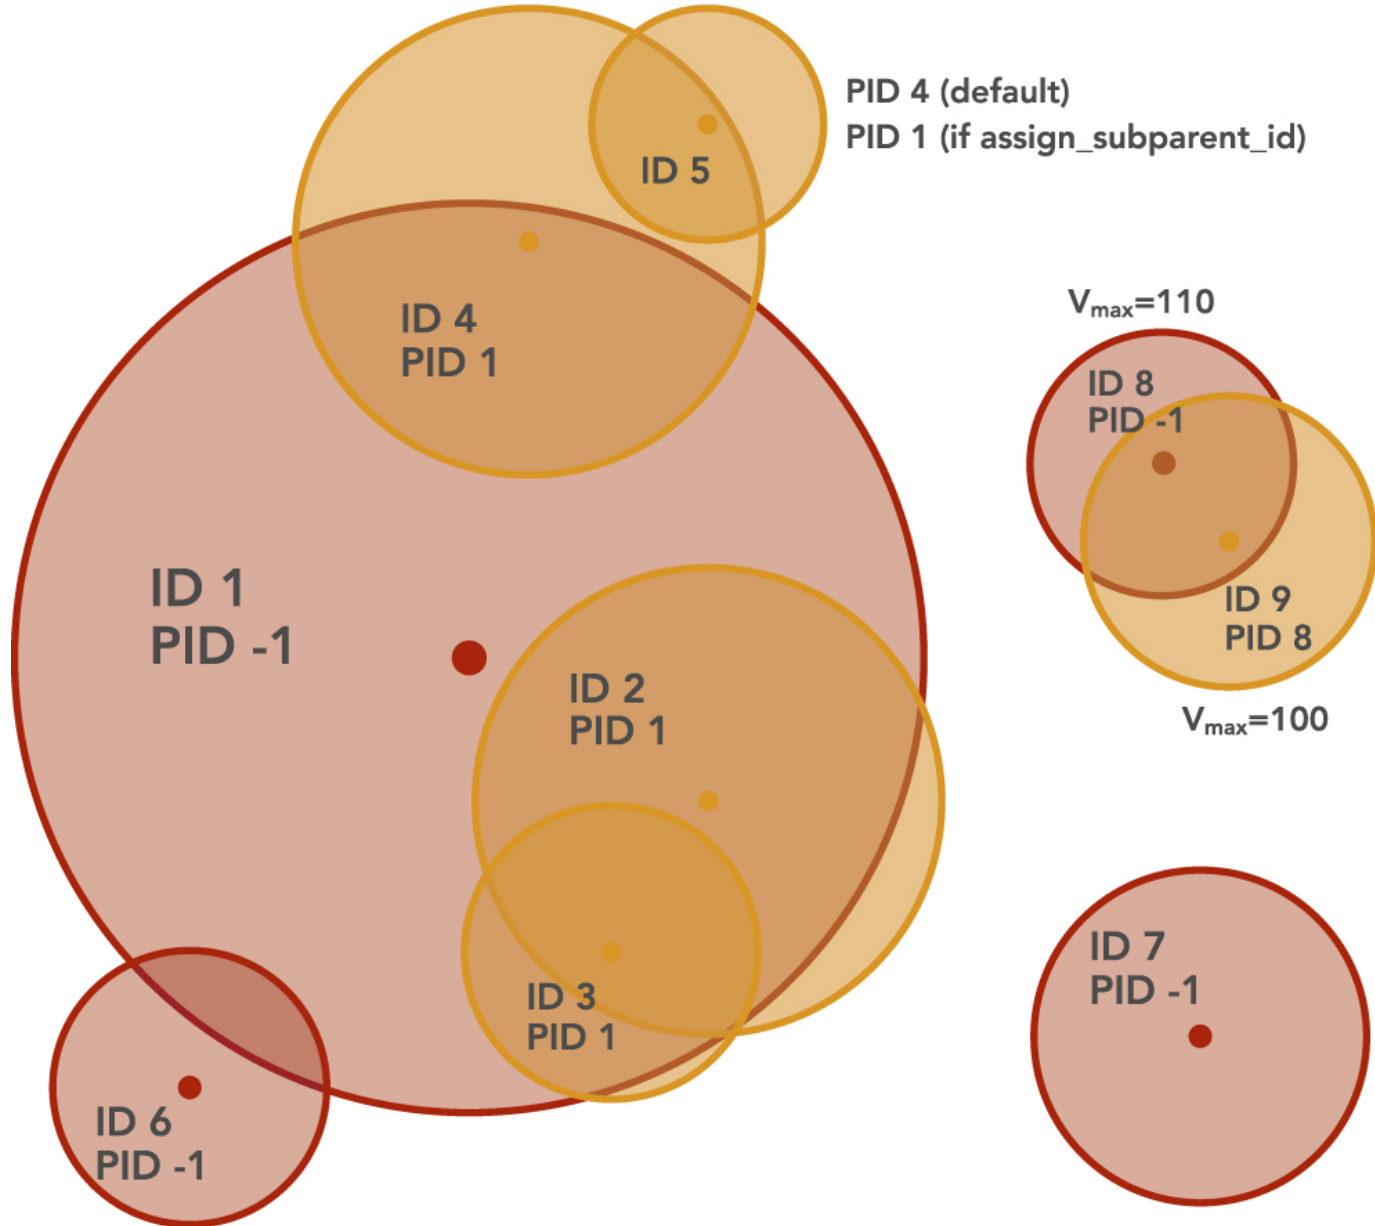 PID 4 (default)
PID 1 (if assign_subparent_id)
ID 5
ID 4
PID 1
V_max=110
ID 8
PID -1
ID 1
PID -1
ID 9
PID 8
ID 2
PID 1
V_max=100
ID 7
PID -1
ID 3
PID 1
ID 6
PID -1